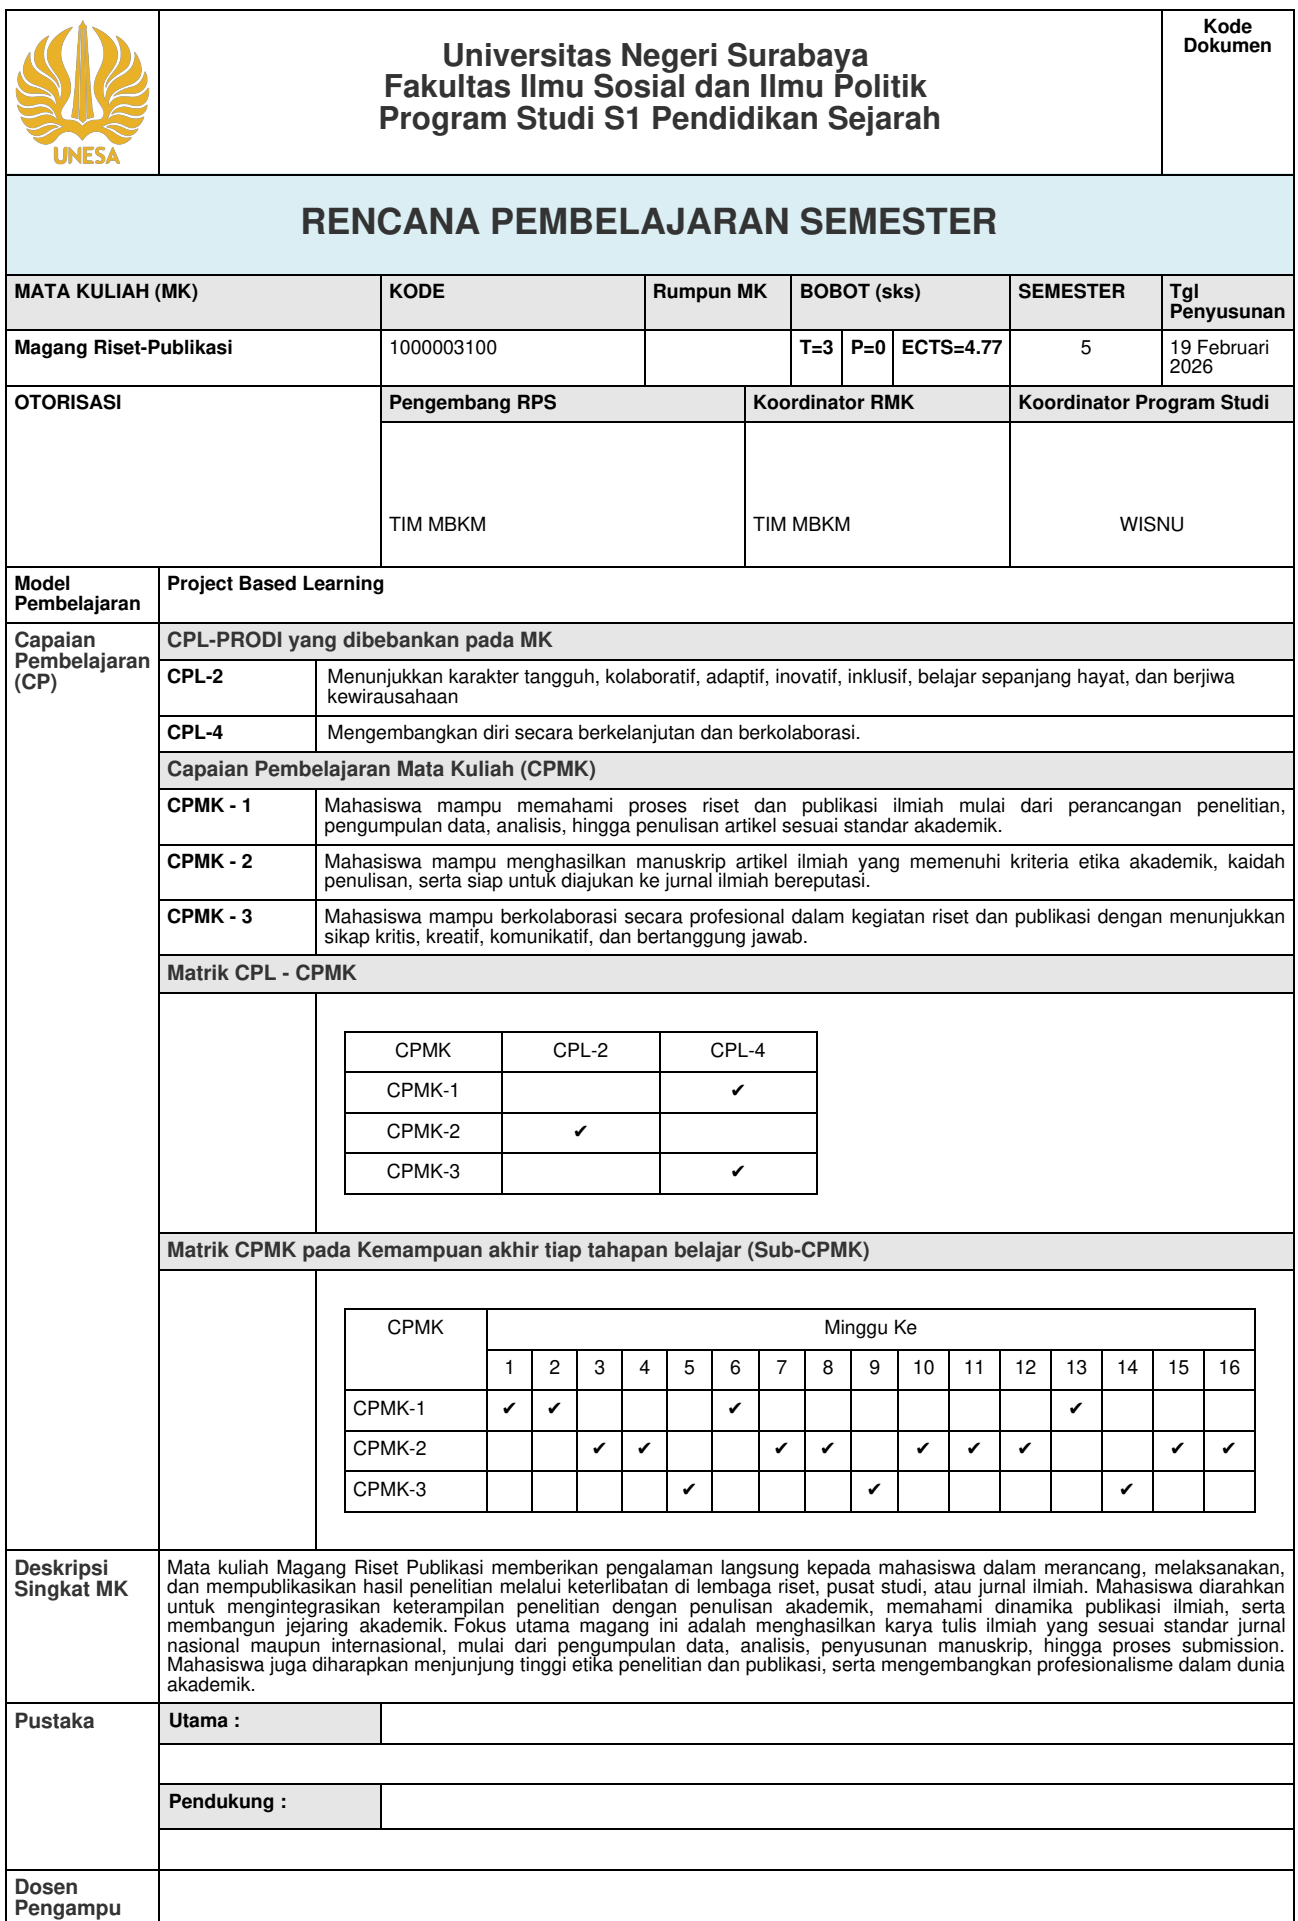 UNESA
Universitas Negeri Surabaya
Fakultas Ilmu Sosial dan Ilmu Politik
Program Studi S1 Pendidikan Sejarah
Kode
Dokumen
RENCANA PEMBELAJARAN SEMESTER
MATA KULIAH (MK) KODE Rumpun MK BOBOT (sks) SEMESTER Tgl
Penyusunan
Magang Riset-Publikasi 1000003100 T=3 P=0 ECTS=4.77 5 19 Februari
2026
OTORISASI Pengembang RPS Koordinator RMK Koordinator Program Studi
TIM MBKM TIM MBKM WISNU
Model
Pembelajaran
Project Based Learning
Capaian
Pembelajaran
(CP)
CPL-PRODI yang dibebankan pada MK
CPL-2 Menunjukkan karakter tangguh, kolaboratif, adaptif, inovatif, inklusif, belajar sepanjang hayat, dan berjiwa
kewirausahaan
CPL-4 Mengembangkan diri secara berkelanjutan dan berkolaborasi.
Capaian Pembelajaran Mata Kuliah (CPMK)
CPMK - 1 Mahasiswa mampu memahami proses riset dan publikasi ilmiah mulai dari perancangan penelitian,
pengumpulan data, analisis, hingga penulisan artikel sesuai standar akademik.
CPMK - 2 Mahasiswa mampu menghasilkan manuskrip artikel ilmiah yang memenuhi kriteria etika akademik, kaidah
penulisan, serta siap untuk diajukan ke jurnal ilmiah bereputasi.
CPMK - 3 Mahasiswa mampu berkolaborasi secara profesional dalam kegiatan riset dan publikasi dengan menunjukkan
sikap kritis, kreatif, komunikatif, dan bertanggung jawab.
Matrik CPL - CPMK
CPMK CPL-2 CPL-4
CPMK-1 ✔
CPMK-2 ✔
CPMK-3 ✔
Matrik CPMK pada Kemampuan akhir tiap tahapan belajar (Sub-CPMK)
CPMK Minggu Ke
1 2 3 4 5 6 7 8 9 10 11 12 13 14 15 16
CPMK-1 ✔ ✔ ✔ ✔
CPMK-2 ✔ ✔ ✔ ✔ ✔ ✔ ✔ ✔ ✔
CPMK-3 ✔ ✔ ✔
Deskripsi
Singkat MK
Mata kuliah Magang Riset Publikasi memberikan pengalaman langsung kepada mahasiswa dalam merancang, melaksanakan,
dan mempublikasikan hasil penelitian melalui keterlibatan di lembaga riset, pusat studi, atau jurnal ilmiah. Mahasiswa diarahkan
untuk mengintegrasikan keterampilan penelitian dengan penulisan akademik, memahami dinamika publikasi ilmiah, serta
membangun jejaring akademik. Fokus utama magang ini adalah menghasilkan karya tulis ilmiah yang sesuai standar jurnal
nasional maupun internasional, mulai dari pengumpulan data, analisis, penyusunan manuskrip, hingga proses submission.
Mahasiswa juga diharapkan menjunjung tinggi etika penelitian dan publikasi, serta mengembangkan profesionalisme dalam dunia
akademik.
Pustaka Utama :
Pendukung :
Dosen
Pengampu